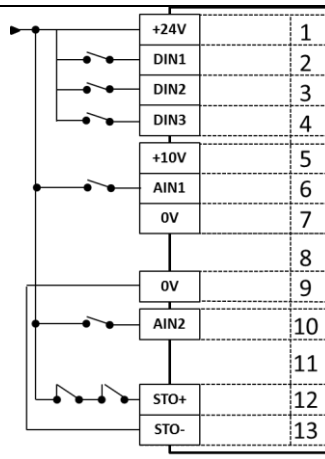 +24V 1
DIN1 2
DIN2 3
DIN3 4
+10V 5
AIN1 6
0V 7
8
0V 9
AIN2 10
11
STO+ 12
STO- 13